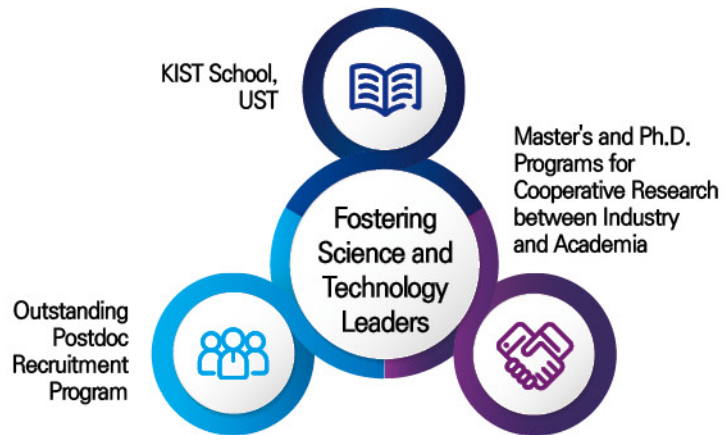 KIST School,
UST
Master's and Ph.D.
Programs for
Cooperative Research
between Industry
and Academia
Fostering
Science and
Technology
Leaders
Outstanding
Postdoc
Recruitment
Program